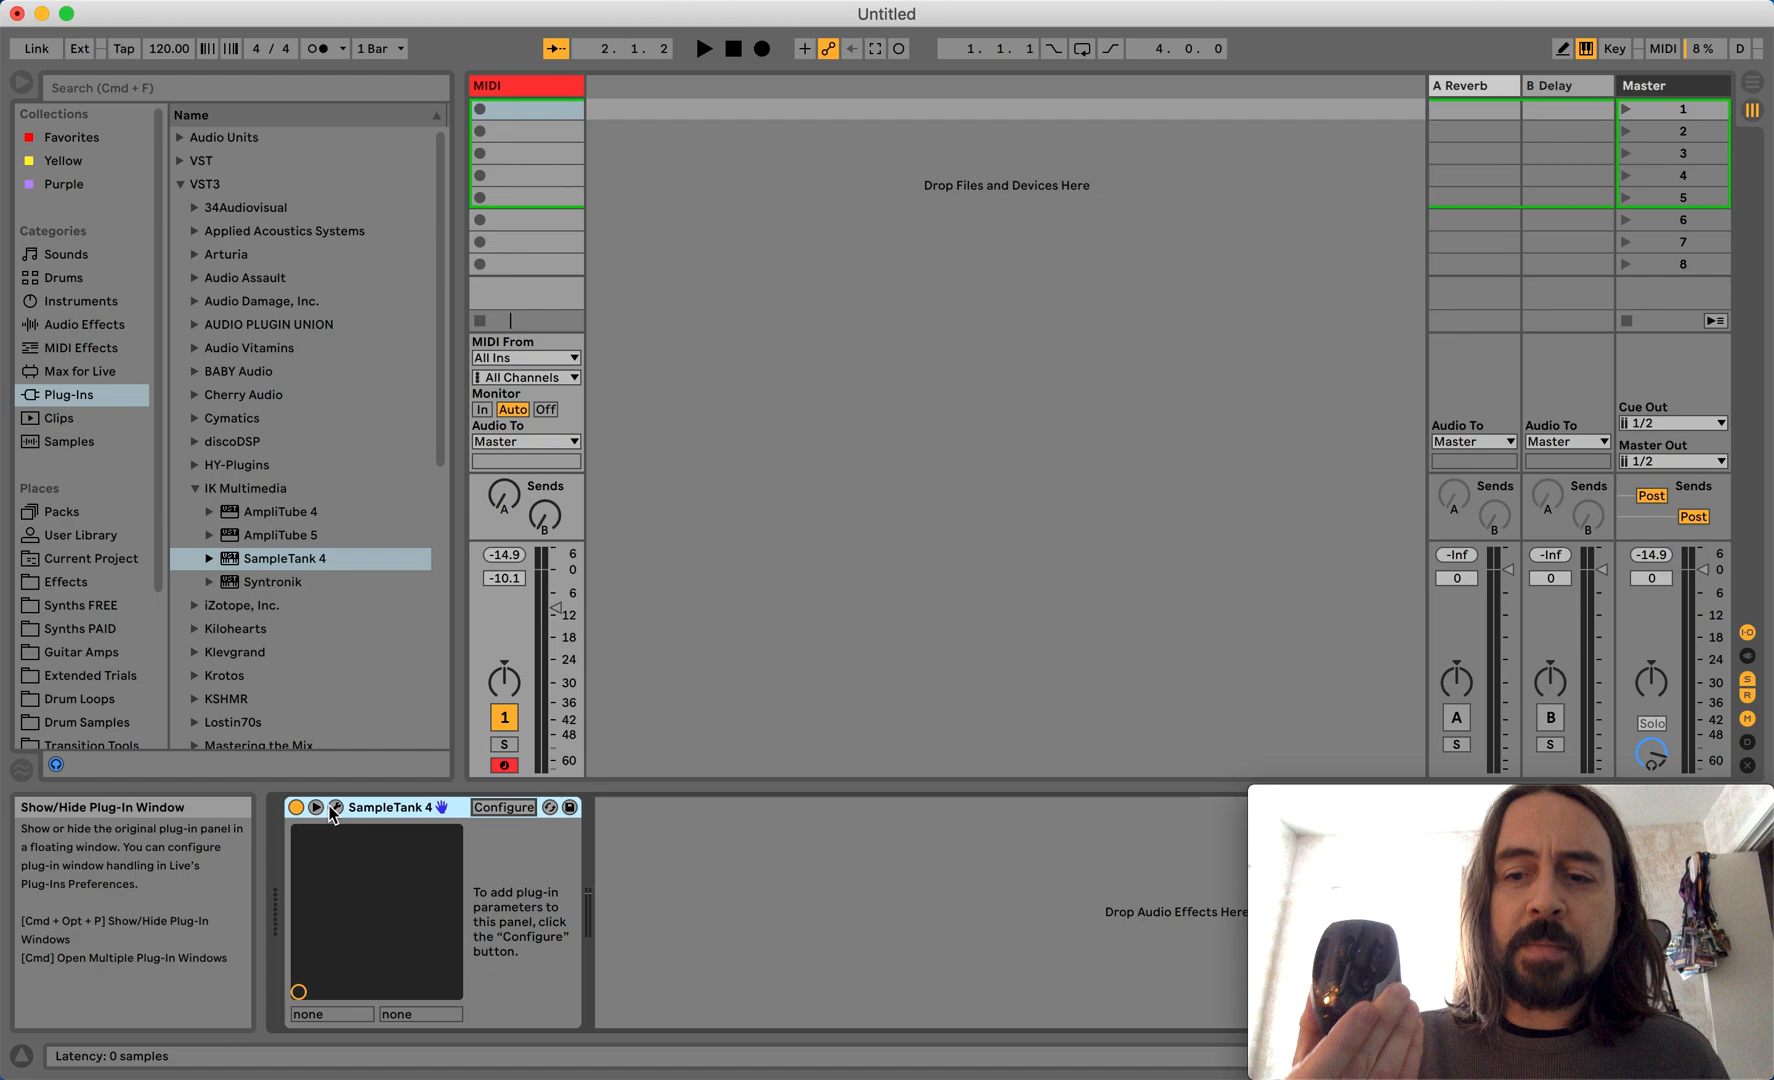 Untitled
Link Ext Tap 120.00 4 / 4 1 Bar 2. 1. 2 1. 1. 1 4. 0. 0 Key MIDI 8 % D
Search (Cmd + F)
Collections
Favorites
Yellow
Purple
Categories
Sounds
Drums
Instruments
Audio Effects
MIDI Effects
Max for Live
Plug-Ins
Clips
Samples
Places
Packs
User Library
Current Project
Effects
Synths FREE
Synths PAID
Guitar Amps
Extended Trials
Drum Loops
Drum Samples
Transition Tools
Name
Audio Units
VST
VST3
34Audiovisual
Applied Acoustics Systems
Arturia
Audio Assault
Audio Damage, Inc.
AUDIO PLUGIN UNION
Audio Vitamins
BABY Audio
Cherry Audio
Cymatics
discoDSP
HY-Plugins
IK Multimedia
AmpliTube 4
AmpliTube 5
SampleTank 4
Syntronik
iZotope, Inc.
Kilohearts
Klevgrand
Krotos
KSHMR
Lostin70s
Mastering the Mix
MIDI
MIDI From
All Ins
All Channels
Monitor
In Auto Off
Audio To
Master
Sends
A
B
-14.9
-10.1
6
0
6
12
18
24
30
36
42
48
60
1
S
Drop Files and Devices Here
A Reverb
Audio To
Master
Sends
A
B
-Inf
0
A
S
B Delay
Audio To
Master
Sends
A
B
-Inf
0
B
S
Master
1
2
3
4
5
6
7
8
Cue Out
1/2
Master Out
1/2
Sends
Post
Post
-14.9
0
6
0
6
12
18
24
30
36
42
48
60
Solo
I·O
S
R
M
D
X
Show/Hide Plug-In Window
Show or hide the original plug-in panel in
a floating window. You can configure
plug-in window handling in Live's
Plug-Ins Preferences.
[Cmd + Opt + P] Show/Hide Plug-In
Windows
[Cmd] Open Multiple Plug-In Windows
SampleTank 4 Configure
To add plug-in
parameters to
this panel, click
the “Configure”
button.
none none
Drop Audio Effects Here
Latency: 0 samples